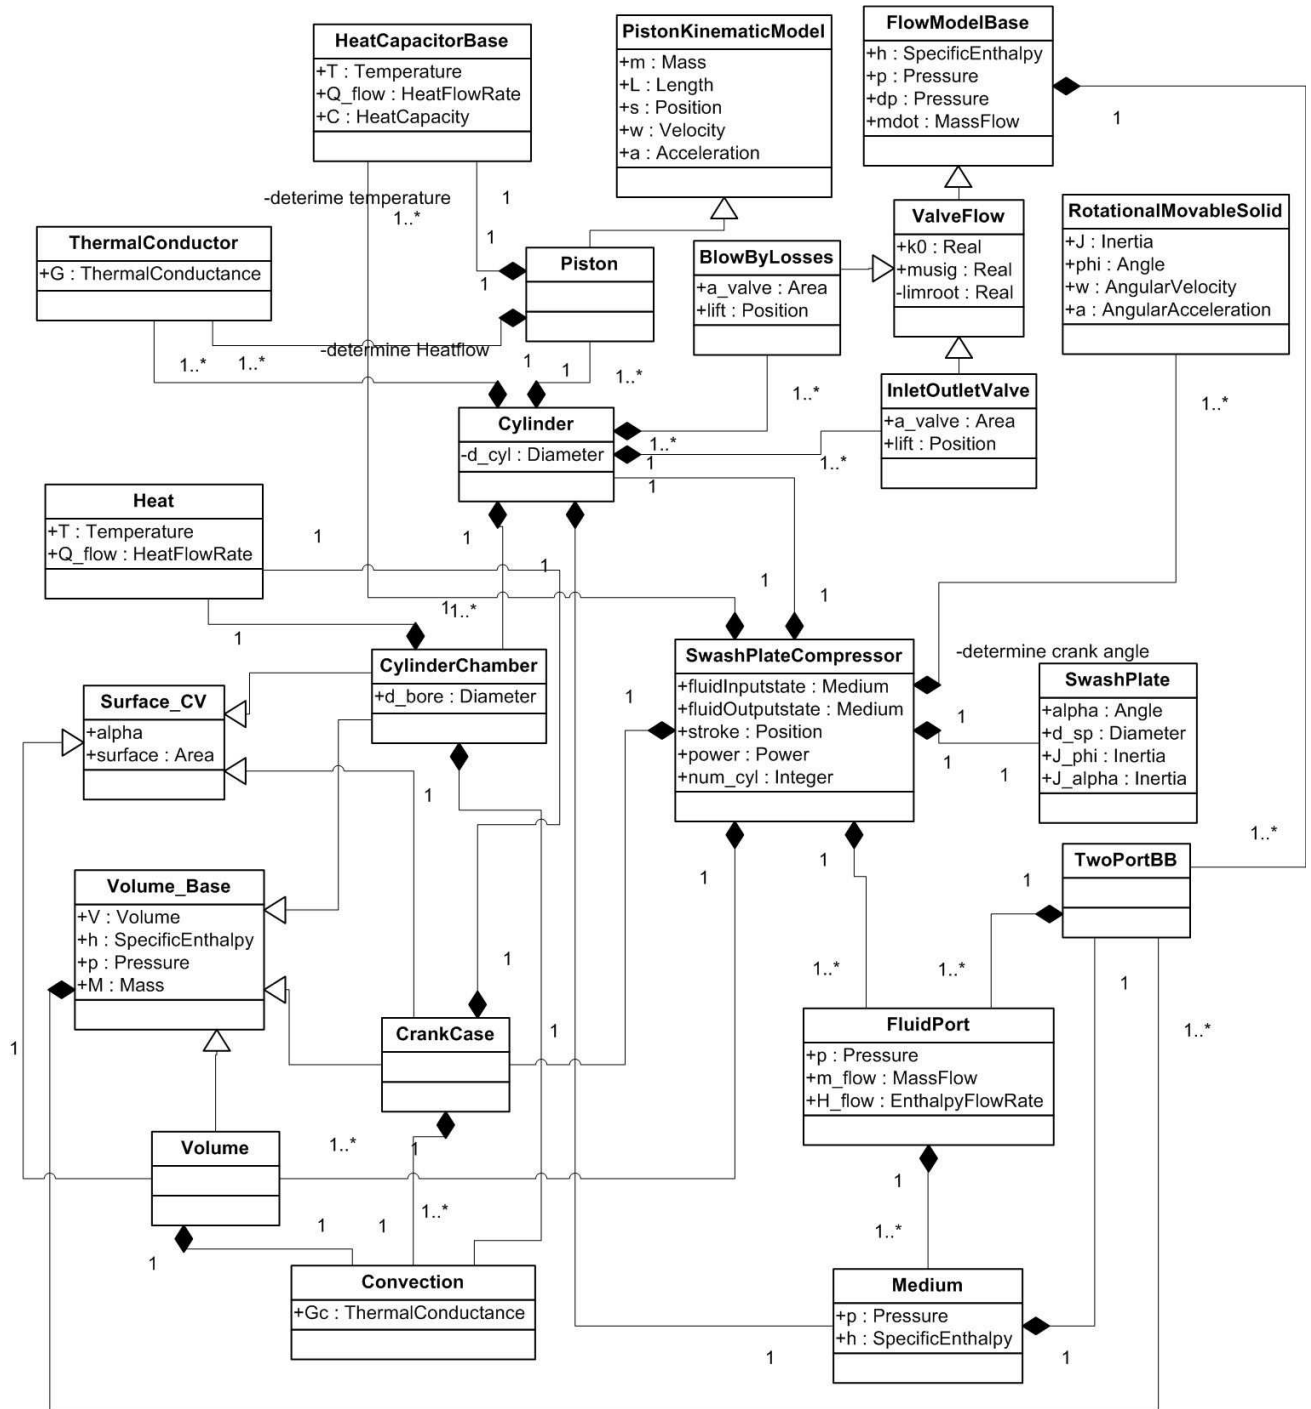 HeatCapacitorBase
+T : Temperature
+Q_flow : HeatFlowRate
+C : HeatCapacity
PistonKinematicModel
+m : Mass
+L : Length
+s : Position
+w : Velocity
+a : Acceleration
FlowModelBase
+h : SpecificEnthalpy
+p : Pressure
+dp : Pressure
+mdot : MassFlow
1
-deterime temperature
1
1..*
1
1
ThermalConductor
+G : ThermalConductance
Piston
BlowByLosses
+a_valve : Area
+lift : Position
ValveFlow
+k0 : Real
+musig : Real
-limroot : Real
RotationalMovableSolid
+J : Inertia
+phi : Angle
+w : AngularVelocity
+a : AngularAcceleration
-determine Heatflow
1..*
1..*
1
1
1..*
1..*
1..*
InletOutletValve
+a_valve : Area
+lift : Position
Cylinder
-d_cyl : Diameter
1..*
1
1..*
1
Heat
+T : Temperature
+Q_flow : HeatFlowRate
1
1
1
1
1
1
1..*
1
CylinderChamber
+d_bore : Diameter
SwashPlateCompressor
+fluidInputstate : Medium
+fluidOutputstate : Medium
+stroke : Position
+power : Power
+num_cyl : Integer
-determine crank angle
SwashPlate
+alpha : Angle
+d_sp : Diameter
+J_phi : Inertia
+J_alpha : Inertia
1
1
1
1
1
Surface_CV
+alpha
+surface : Area
1
1..*
1
1
1
TwoPortBB
Volume_Base
+V : Volume
+h : SpecificEnthalpy
+p : Pressure
+M : Mass
1
1..*
1..*
1
1
1
1..*
CrankCase
FluidPort
+p : Pressure
+m_flow : MassFlow
+H_flow : EnthalpyFlowRate
Volume
1..*
1
1
1..*
1
1
1..*
1
Convection
+Gc : ThermalConductance
Medium
+p : Pressure
+h : SpecificEnthalpy
1
1